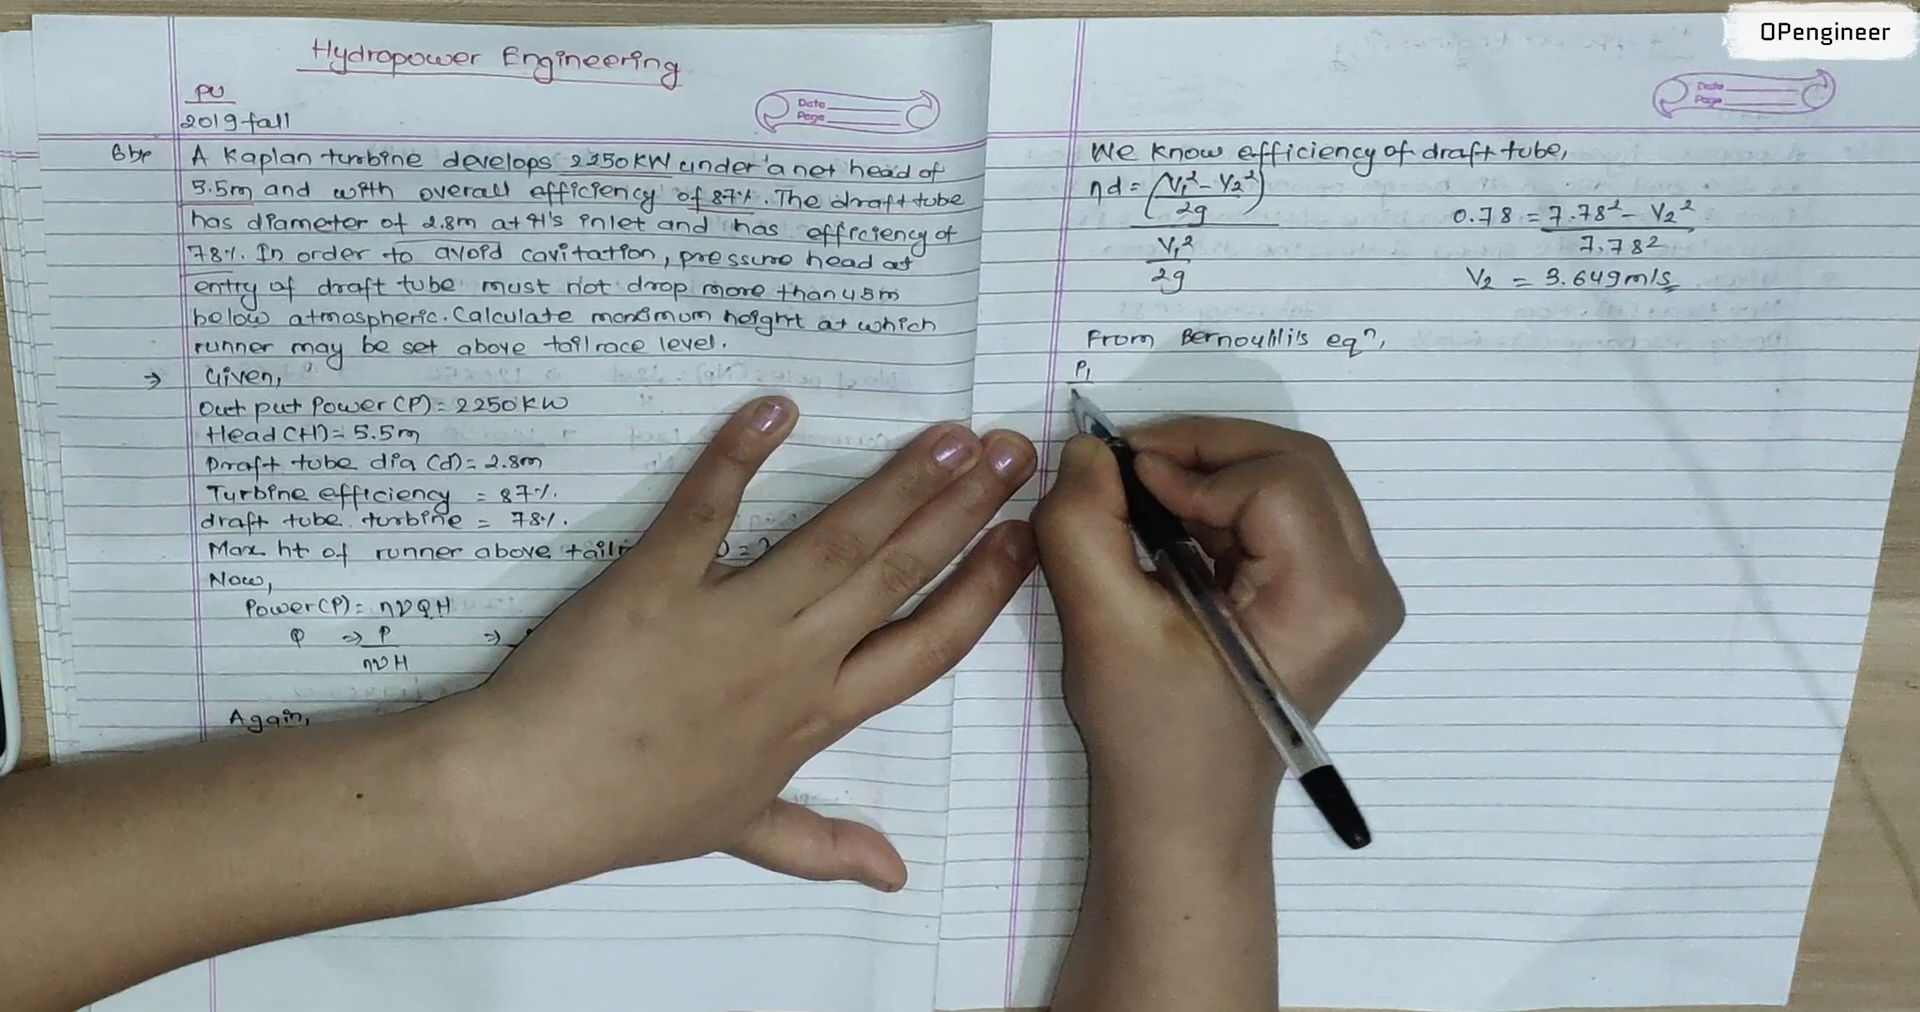 OPengineer
Hydropower Engineering
PU
2019 fall
Date
Page
6b)
A Kaplan turbine develops 2250KW under a net head of
5.5m and with overall efficiency of 87%. The draft tube
has diameter of 2.8m at it's inlet and has efficiency of
78%. In order to avoid cavitation, pressure head at
entry of draft tube must not drop more than 4.5m
below atmospheric. Calculate maximum height at which
runner may be set above tailrace level.
→ Given,
Out put Power (P) = 2250KW
Head (H) = 5.5m
Draft tube dia (d) = 2.8m
Turbine efficiency = 87%.
draft tube turbine = 78%.
Max ht of runner above = ?
Now,
Power (P) = ηγQH
Q ⇒ P ⇒
ηγH
Again,
Date
Page
We know efficiency of draft tube,
ηd = (V₁² - V₂²)
2g
V₁²
2g
0.78 = 7.78² - V₂²
7.78²
V₂ = 3.649m/s
From Bernoulli's eqⁿ,
P₁